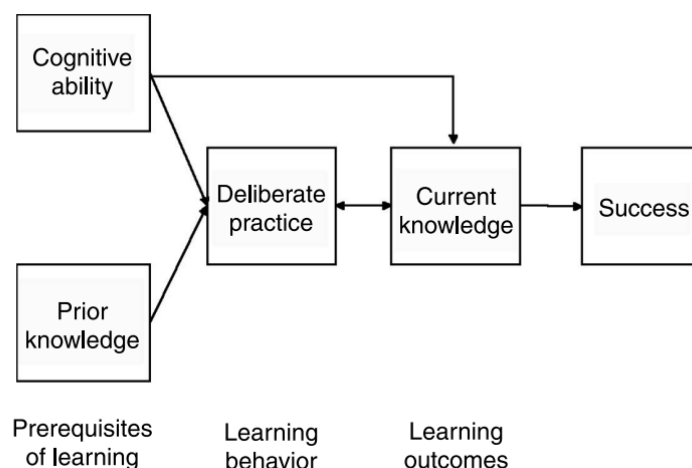 Cognitive
ability
Deliberate
practice
Current
knowledge
Success
Prior
knowledge
Prerequisites
of learning
Learning
behavior
Learning
outcomes